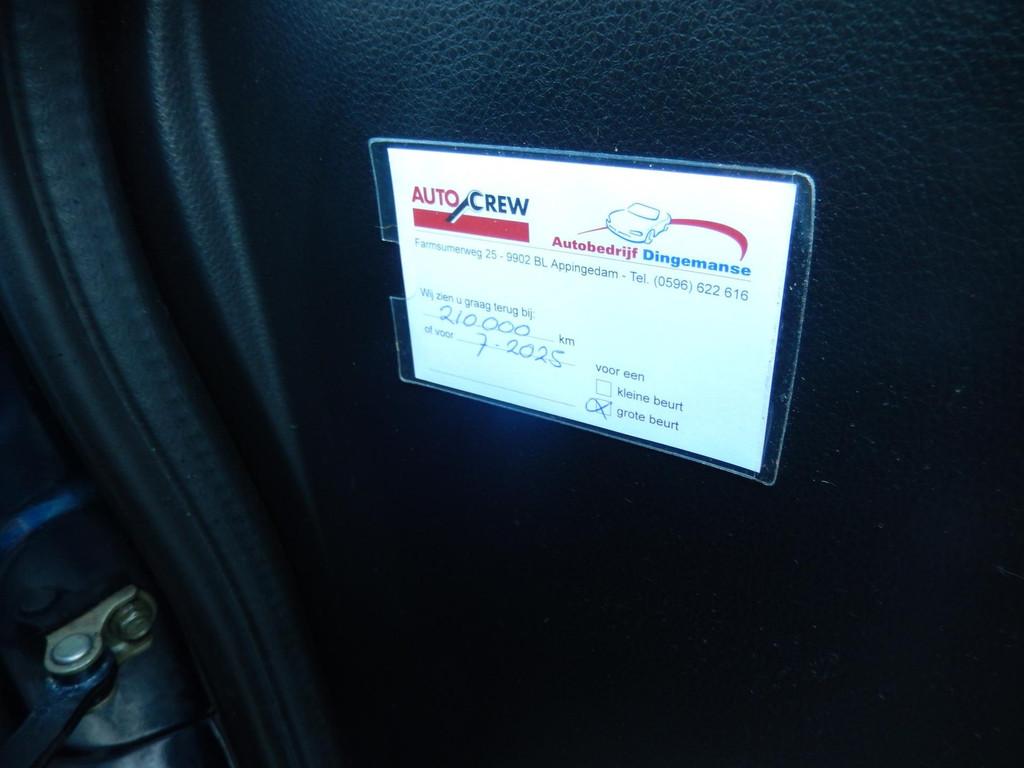 AUTO CREW
Autobedrijf Dingemanse
Farmsumerweg 25 - 9902 BL Appingedam - Tel. (0596) 622 616
Wij zien u graag terug bij:
210.000 km
of voor 7-2025
voor een
kleine beurt
grote beurt